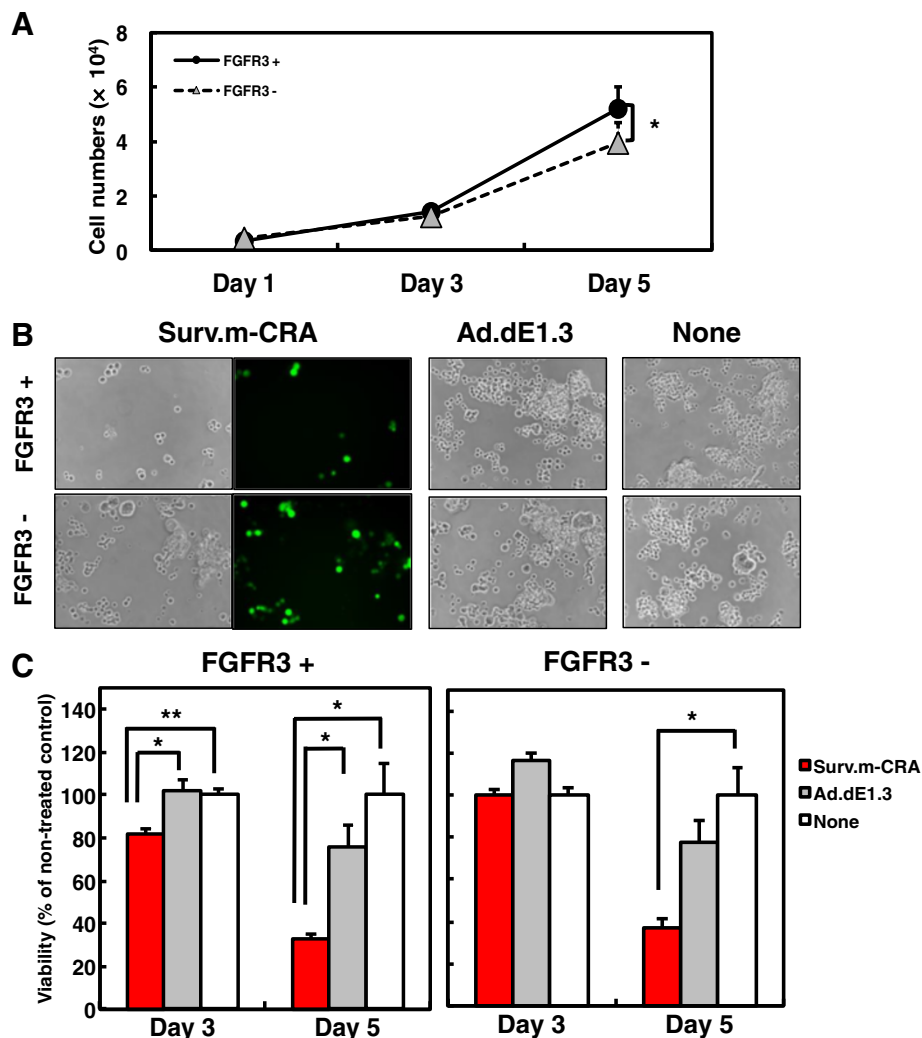 A
Cell numbers (× 10⁴)
8
6
4
2
0
FGFR3 +
FGFR3 -
*
Day 1 Day 3 Day 5
B
Surv.m-CRA Ad.dE1.3 None
FGFR3 +
FGFR3 -
C
FGFR3 + FGFR3 -
Viability (% of non-treated control)
140
120
100
80
60
40
20
0
**
*
*
*
*
Surv.m-CRA
Ad.dE1.3
None
Day 3 Day 5 Day 3 Day 5